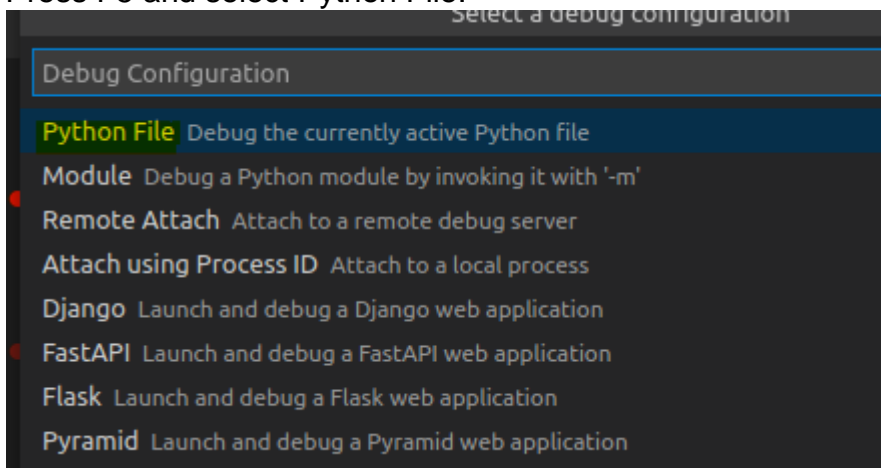 Select a debug configuration
Debug Configuration
Python File Debug the currently active Python file
Module Debug a Python module by invoking it with '-m'
Remote Attach Attach to a remote debug server
Attach using Process ID Attach to a local process
Django Launch and debug a Django web application
FastAPI Launch and debug a FastAPI web application
Flask Launch and debug a Flask web application
Pyramid Launch and debug a Pyramid web application